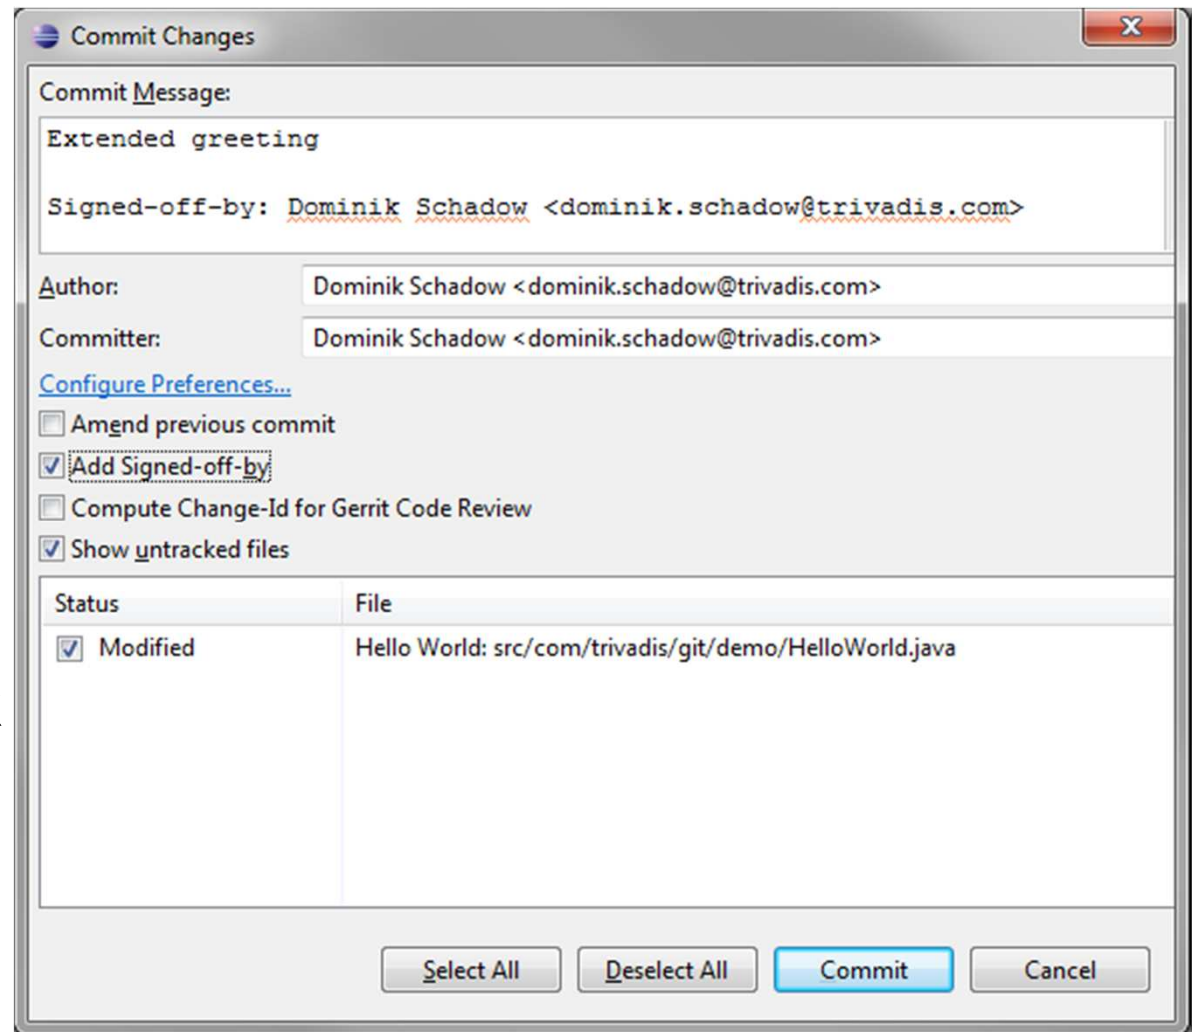 Commit Changes
Commit Message:
Extended greeting
Signed-off-by: Dominik Schadow <dominik.schadow@trivadis.com>
Author: Dominik Schadow <dominik.schadow@trivadis.com>
Committer: Dominik Schadow <dominik.schadow@trivadis.com>
Configure Preferences...
Amend previous commit
Add Signed-off-by
Compute Change-Id for Gerrit Code Review
Show untracked files
Status File
Modified Hello World: src/com/trivadis/git/demo/HelloWorld.java
Select All Deselect All Commit Cancel